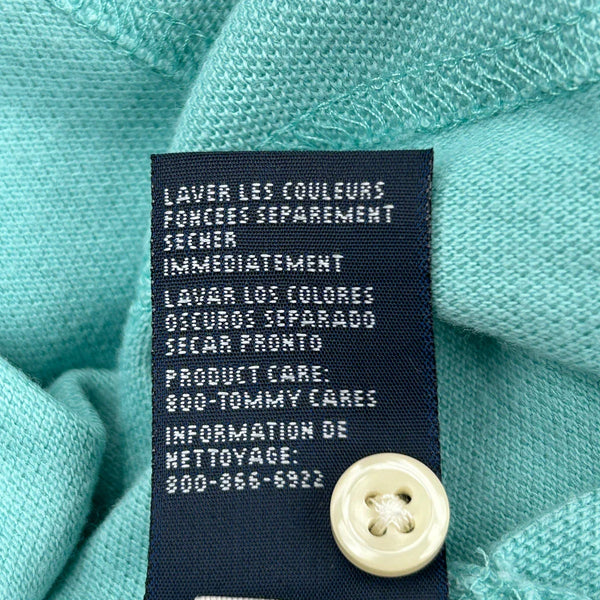 LAVER LES COULEURS
FONCEES SEPAREMENT
SECHER
IMMEDIATEMENT
LAVAR LOS COLORES
OSCUROS SEPARADO
SECAR PRONTO
PRODUCT CARE:
800-TOMMY CARES
INFORMATION DE
NETTOYAGE:
800-866-6922